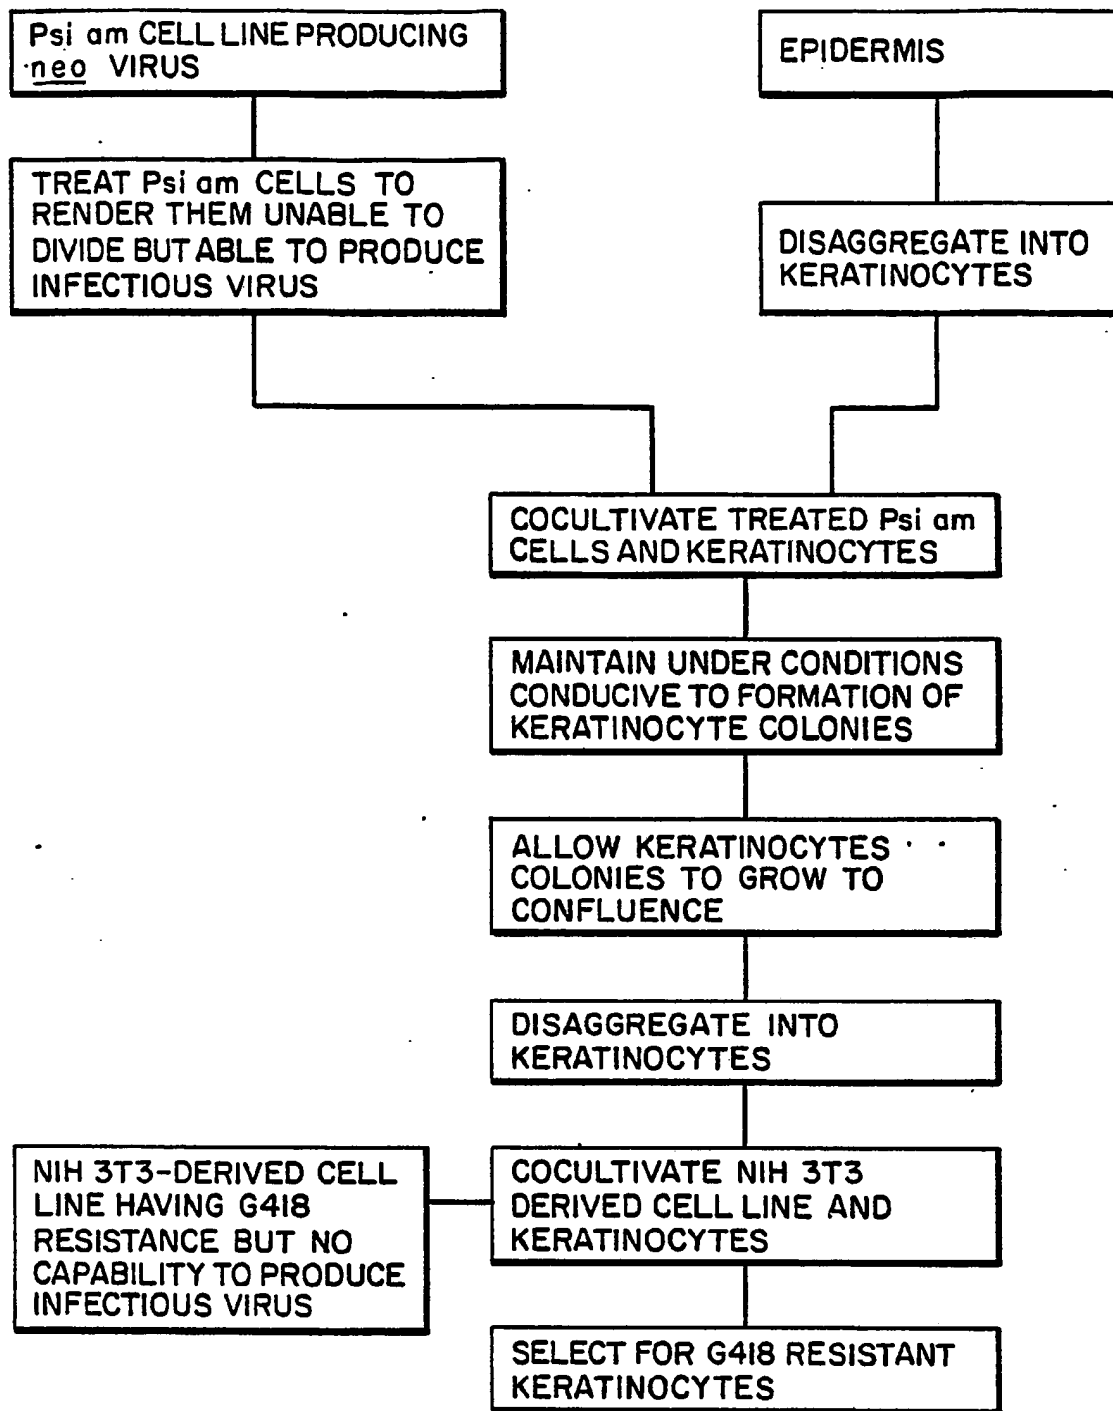 Psi am CELL LINE PRODUCING
neo VIRUS
EPIDERMIS
TREAT Psi am CELLS TO
RENDER THEM UNABLE TO
DIVIDE BUT ABLE TO PRODUCE
INFECTIOUS VIRUS
DISAGGREGATE INTO
KERATINOCYTES
COCULTIVATE TREATED Psi am
CELLS AND KERATINOCYTES
MAINTAIN UNDER CONDITIONS
CONDUCIVE TO FORMATION OF
KERATINOCYTE COLONIES
ALLOW KERATINOCYTES
COLONIES TO GROW TO
CONFLUENCE
DISAGGREGATE INTO
KERATINOCYTES
NIH 3T3-DERIVED CELL
LINE HAVING G418
RESISTANCE BUT NO
CAPABILITY TO PRODUCE
INFECTIOUS VIRUS
COCULTIVATE NIH 3T3
DERIVED CELL LINE AND
KERATINOCYTES
SELECT FOR G418 RESISTANT
KERATINOCYTES